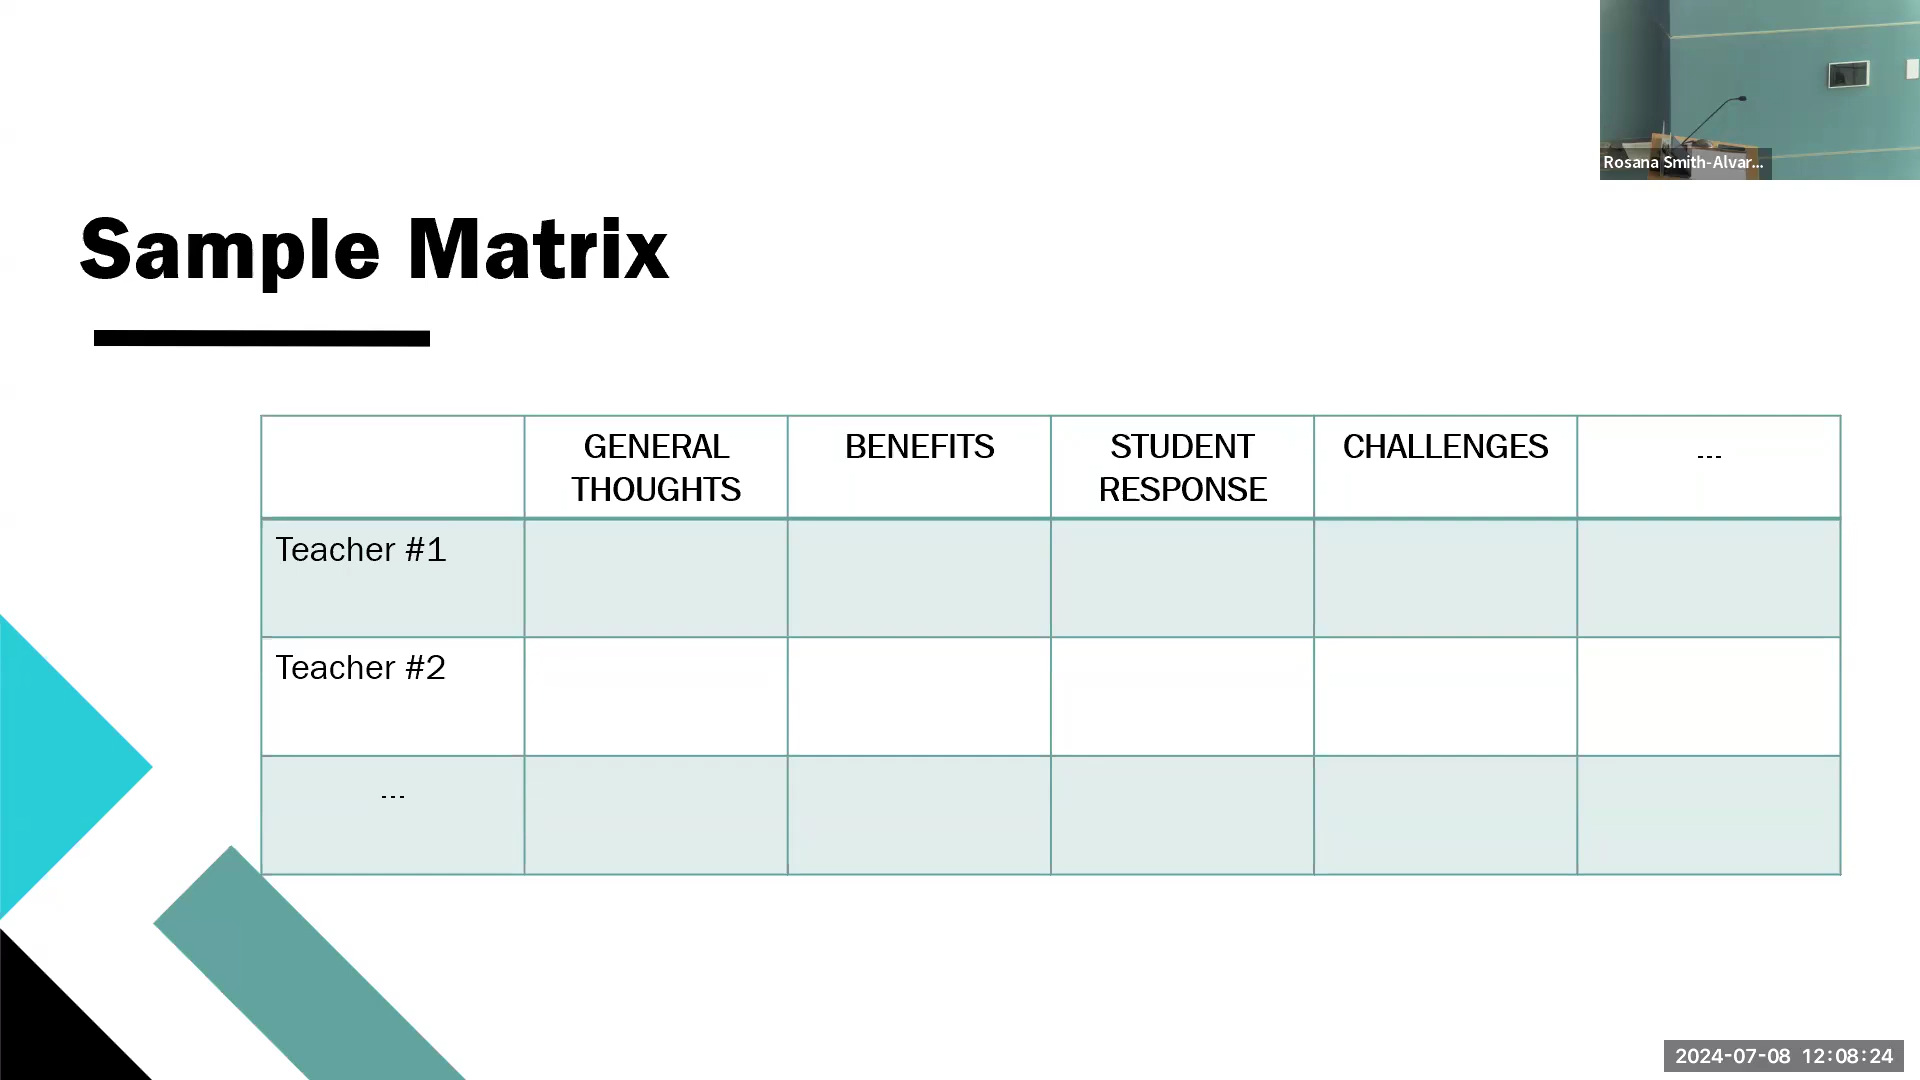 Rosana Smith-Alvar...
Sample Matrix
GENERAL THOUGHTS
BENEFITS
STUDENT RESPONSE
CHALLENGES
...
Teacher #1
Teacher #2
...
2024-07-08 12:08:24